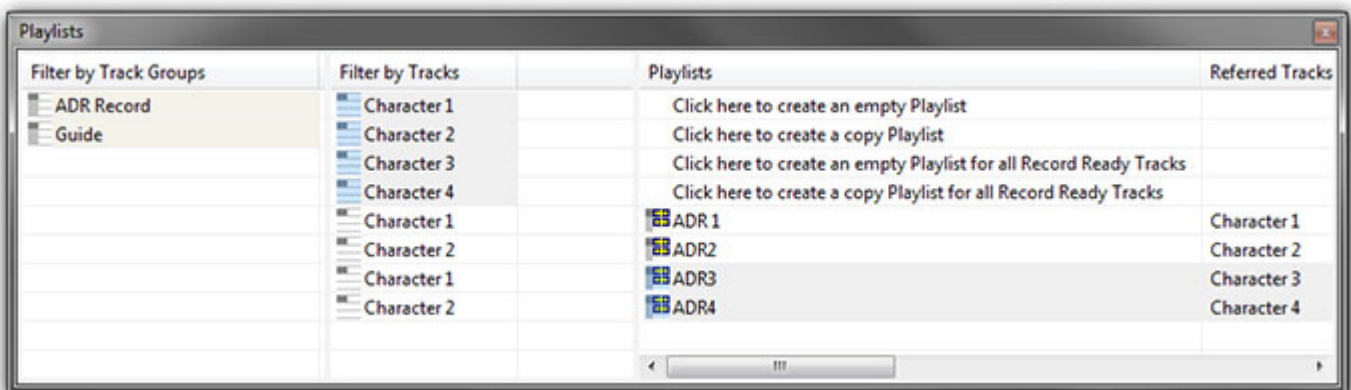 Playlists
Filter by Track Groups Filter by Tracks Playlists Referred Tracks
ADR Record Character 1 Click here to create an empty Playlist
Guide Character 2 Click here to create a copy Playlist
Character 3 Click here to create an empty Playlist for all Record Ready Tracks
Character 4 Click here to create a copy Playlist for all Record Ready Tracks
Character 1 ADR 1 Character 1
Character 2 ADR2 Character 2
Character 1 ADR3 Character 3
Character 2 ADR4 Character 4